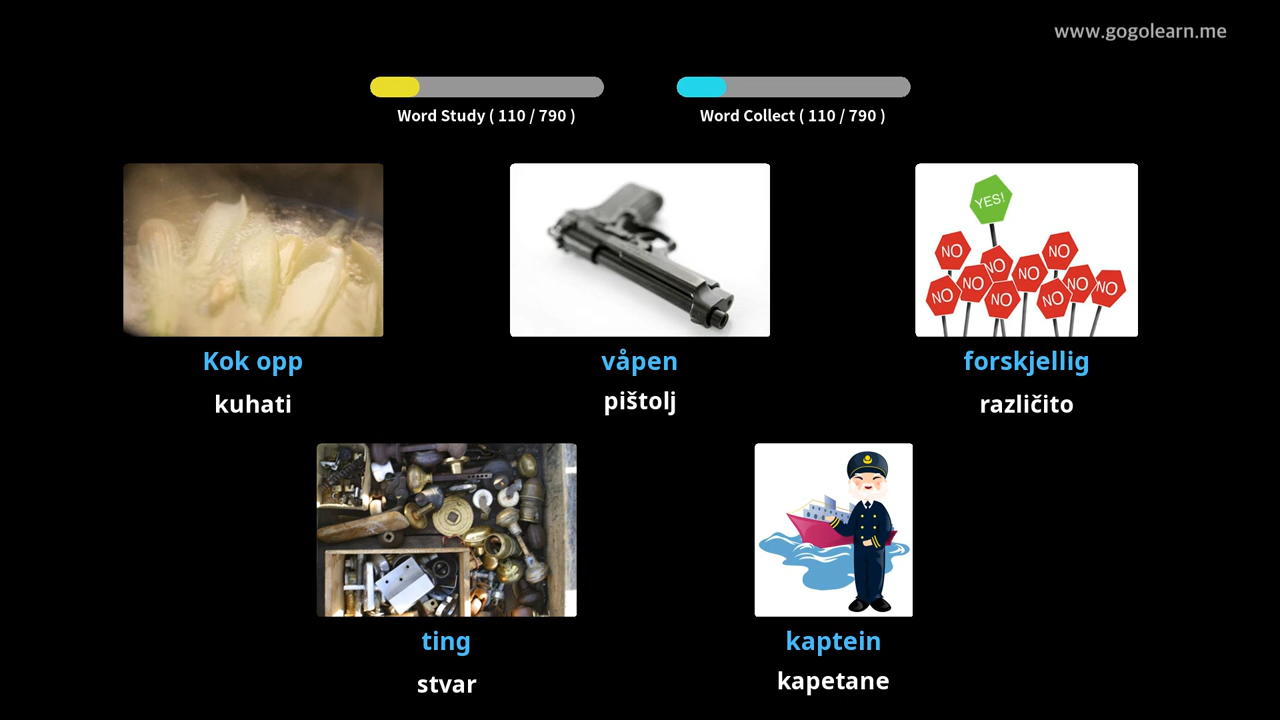 www.gogolearn.me
Word Study ( 110 / 790 )
Word Collect ( 110 / 790 )
YES!
NO
NO
NO
NO
NO
NO
NO
NO
NO
NO
Kok opp
våpen
forskjellig
kuhati
pištolj
različito
ting
kaptein
stvar
kapetane